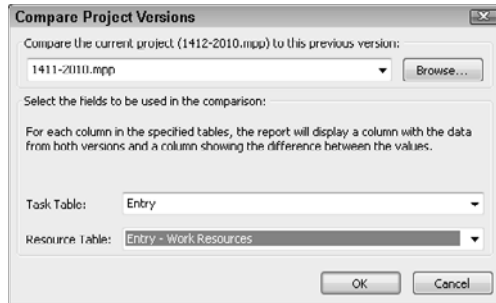 Compare Project Versions
Compare the current project (1412-2010.mpp) to this previous version:
1411-2010.mpp
Browse...
Select the fields to be used in the comparison:
For each column in the specified tables, the report will display a column with the data
from both versions and a column showing the difference between the values.
Task Table: Entry
Resource Table: Entry - Work Resources
OK Cancel